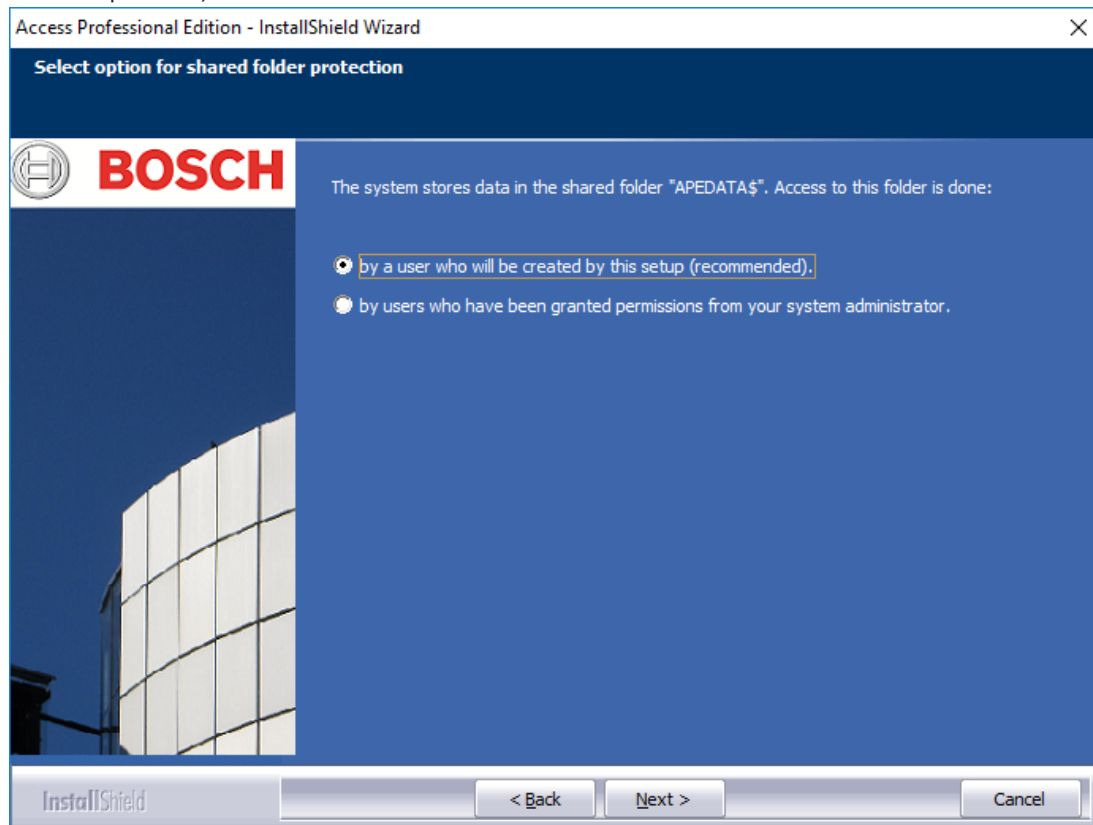 Access Professional Edition - InstallShield Wizard
Select option for shared folder protection
BOSCH
The system stores data in the shared folder "APEDATA$". Access to this folder is done:
by a user who will be created by this setup (recommended).
by users who have been granted permissions from your system administrator.
InstallShield
< Back
Next >
Cancel